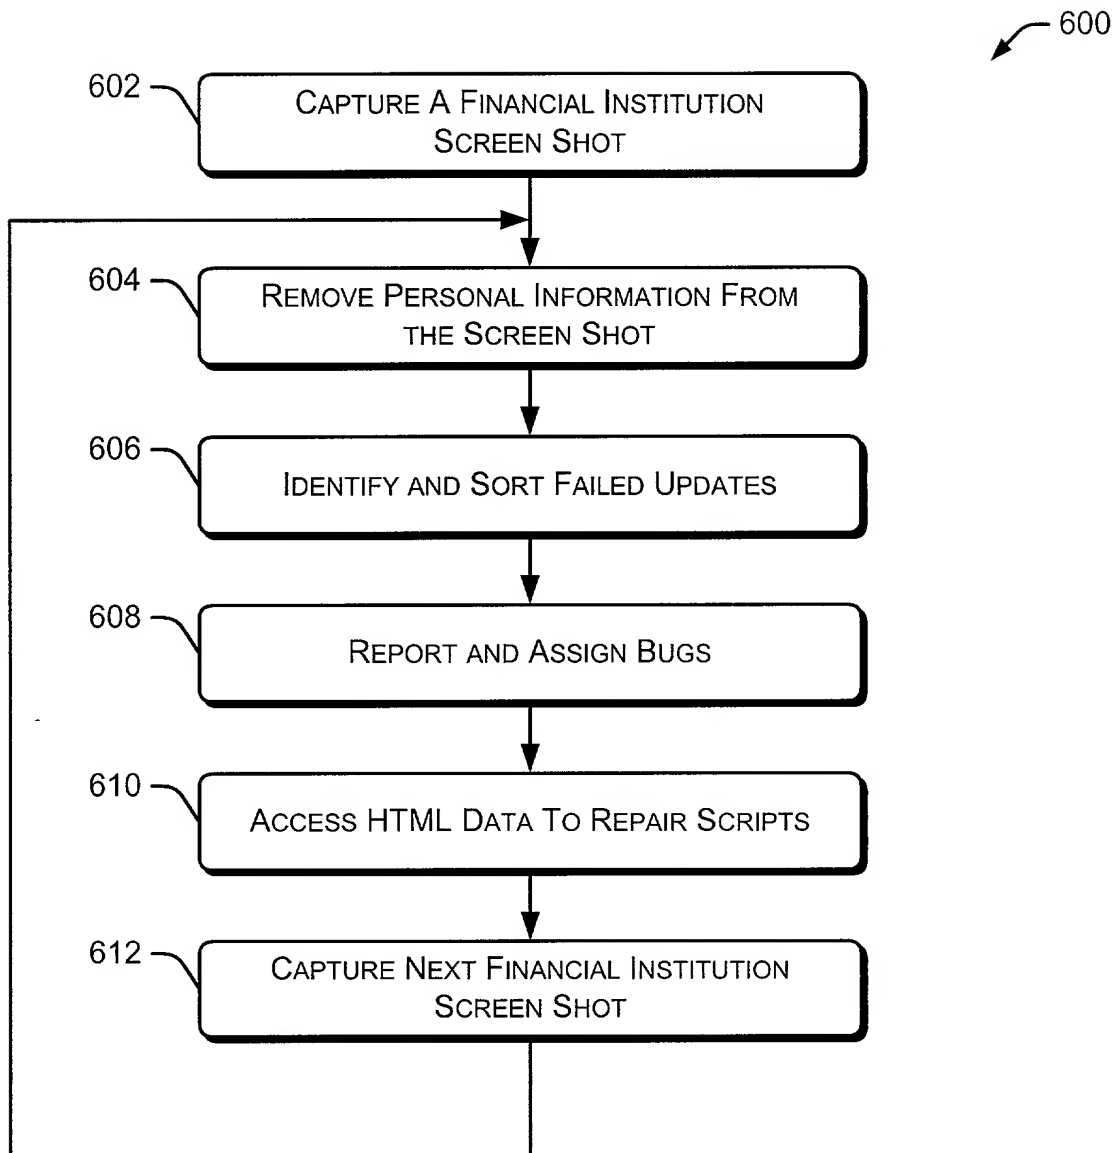 600
602
CAPTURE A FINANCIAL INSTITUTION
SCREEN SHOT
604
REMOVE PERSONAL INFORMATION FROM
THE SCREEN SHOT
606
IDENTIFY AND SORT FAILED UPDATES
608
REPORT AND ASSIGN BUGS
610
ACCESS HTML DATA TO REPAIR SCRIPTS
612
CAPTURE NEXT FINANCIAL INSTITUTION
SCREEN SHOT